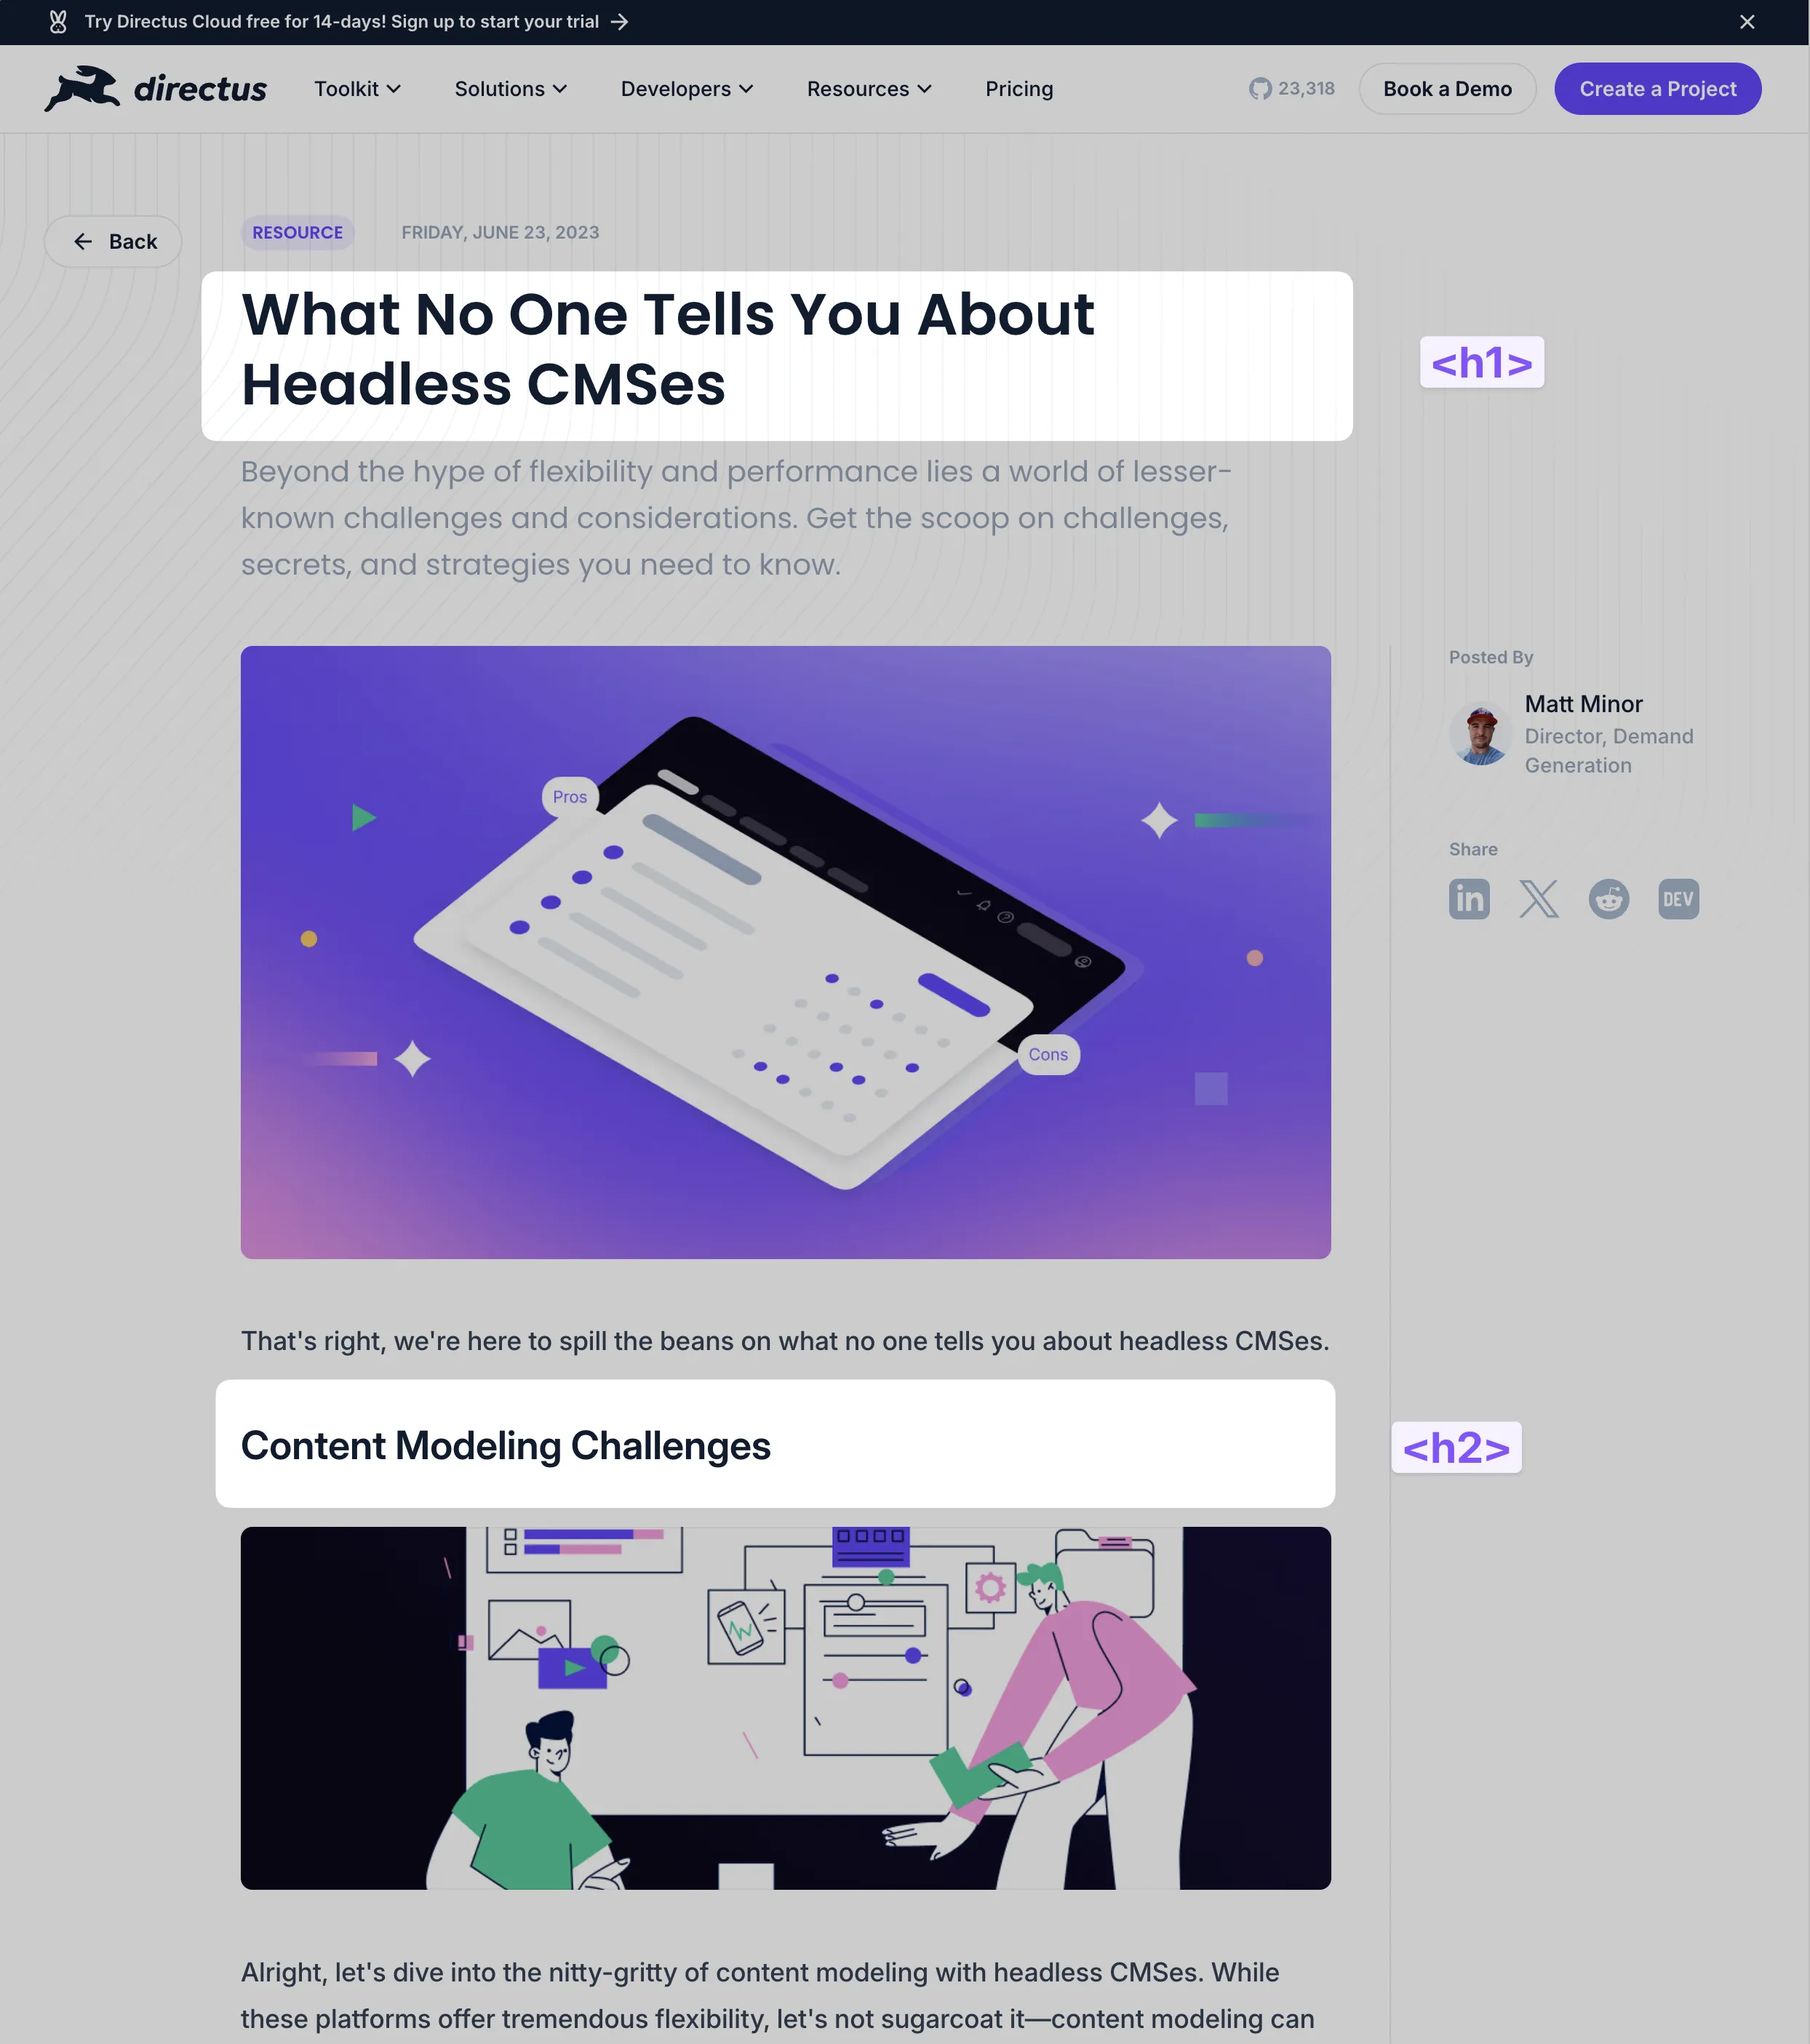 Try Directus Cloud free for 14-days! Sign up to start your trial
directus
Toolkit
Solutions
Developers
Resources
Pricing
23,318
Book a Demo
Create a Project
Back
RESOURCE
FRIDAY, JUNE 23, 2023
What No One Tells You About
Headless CMSes
<h1>
Beyond the hype of flexibility and performance lies a world of lesser-
known challenges and considerations. Get the scoop on challenges,
secrets, and strategies you need to know.
Pros
Cons
Posted By
Matt Minor
Director, Demand
Generation
Share
in
X
DEV
That's right, we're here to spill the beans on what no one tells you about headless CMSes.
Content Modeling Challenges
<h2>
Alright, let's dive into the nitty-gritty of content modeling with headless CMSes. While
these platforms offer tremendous flexibility, let's not sugarcoat it—content modeling can